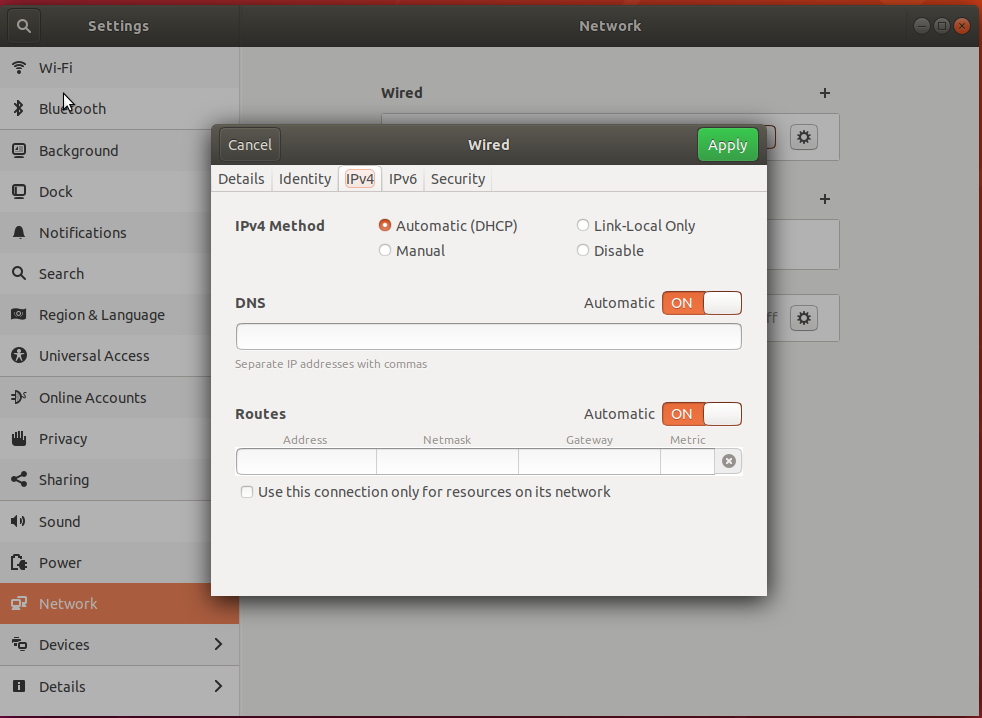 Settings
Network
Wi-Fi
Bluetooth
Background
Dock
Notifications
Search
Region & Language
Universal Access
Online Accounts
Privacy
Sharing
Sound
Power
Network
Devices
Details
Wired
Cancel
Wired
Apply
Details Identity IPv4 IPv6 Security
IPv4 Method
Automatic (DHCP)
Link-Local Only
Manual
Disable
DNS
Automatic
ON
Separate IP addresses with commas
Routes
Automatic
ON
Address Netmask Gateway Metric
Use this connection only for resources on its network